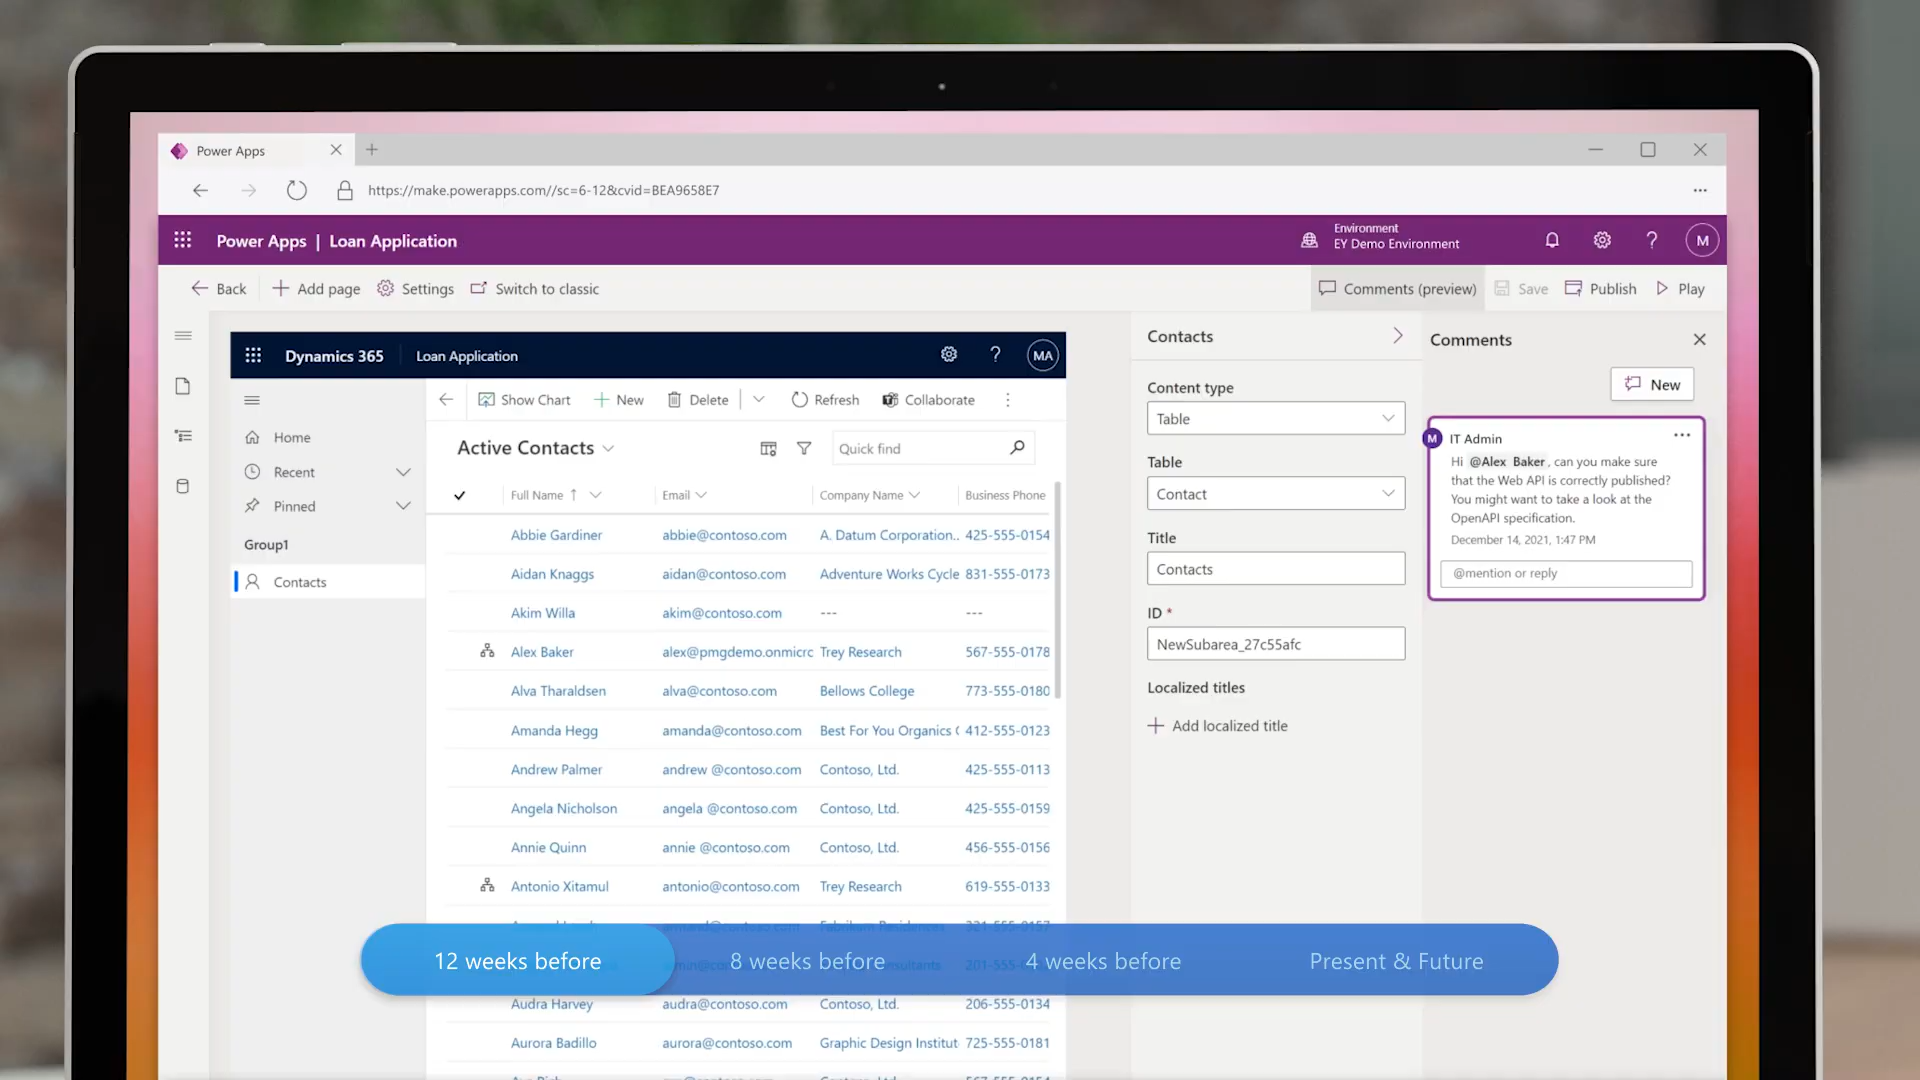 Power Apps
https://make.powerapps.com//sc=6-12&cvid=BEA9658E7
Power Apps | Loan Application
Environment
EY Demo Environment
M
Back
Add page
Settings
Switch to classic
Comments (preview)
Save
Publish
Play
Dynamics 365
Loan Application
MA
Show Chart
New
Delete
Refresh
Collaborate
Home
Recent
Pinned
Group1
Contacts
Active Contacts
Quick find
Full Name Email Company Name Business Phone
Abbie Gardiner abbie@contoso.com A. Datum Corporation.. 425-555-0154
Aidan Knaggs aidan@contoso.com Adventure Works Cycle 831-555-0173
Akim Willa akim@contoso.com --- ---
Alex Baker alex@pmgdemo.onmicrc Trey Research 567-555-0178
Alva Tharaldsen alva@contoso.com Bellows College 773-555-0180
Amanda Hegg amanda@contoso.com Best For You Organics 412-555-0123
Andrew Palmer andrew @contoso.com Contoso, Ltd. 425-555-0113
Angela Nicholson angela @contoso.com Contoso, Ltd. 425-555-0159
Annie Quinn annie @contoso.com Contoso, Ltd. 456-555-0156
Antonio Xitamul antonio@contoso.com Trey Research 619-555-0133
Audra Harvey audra@contoso.com Contoso, Ltd. 206-555-0134
Aurora Badillo aurora@contoso.com Graphic Design Institut 725-555-0181
Contacts
Content type
Table
Table
Contact
Title
Contacts
ID *
NewSubarea_27c55afc
Localized titles
Add localized title
Comments
New
M
IT Admin
Hi @Alex Baker, can you make sure
that the Web API is correctly published?
You might want to take a look at the
OpenAPI specification.
December 14, 2021, 1:47 PM
@mention or reply
12 weeks before
8 weeks before
4 weeks before
Present & Future